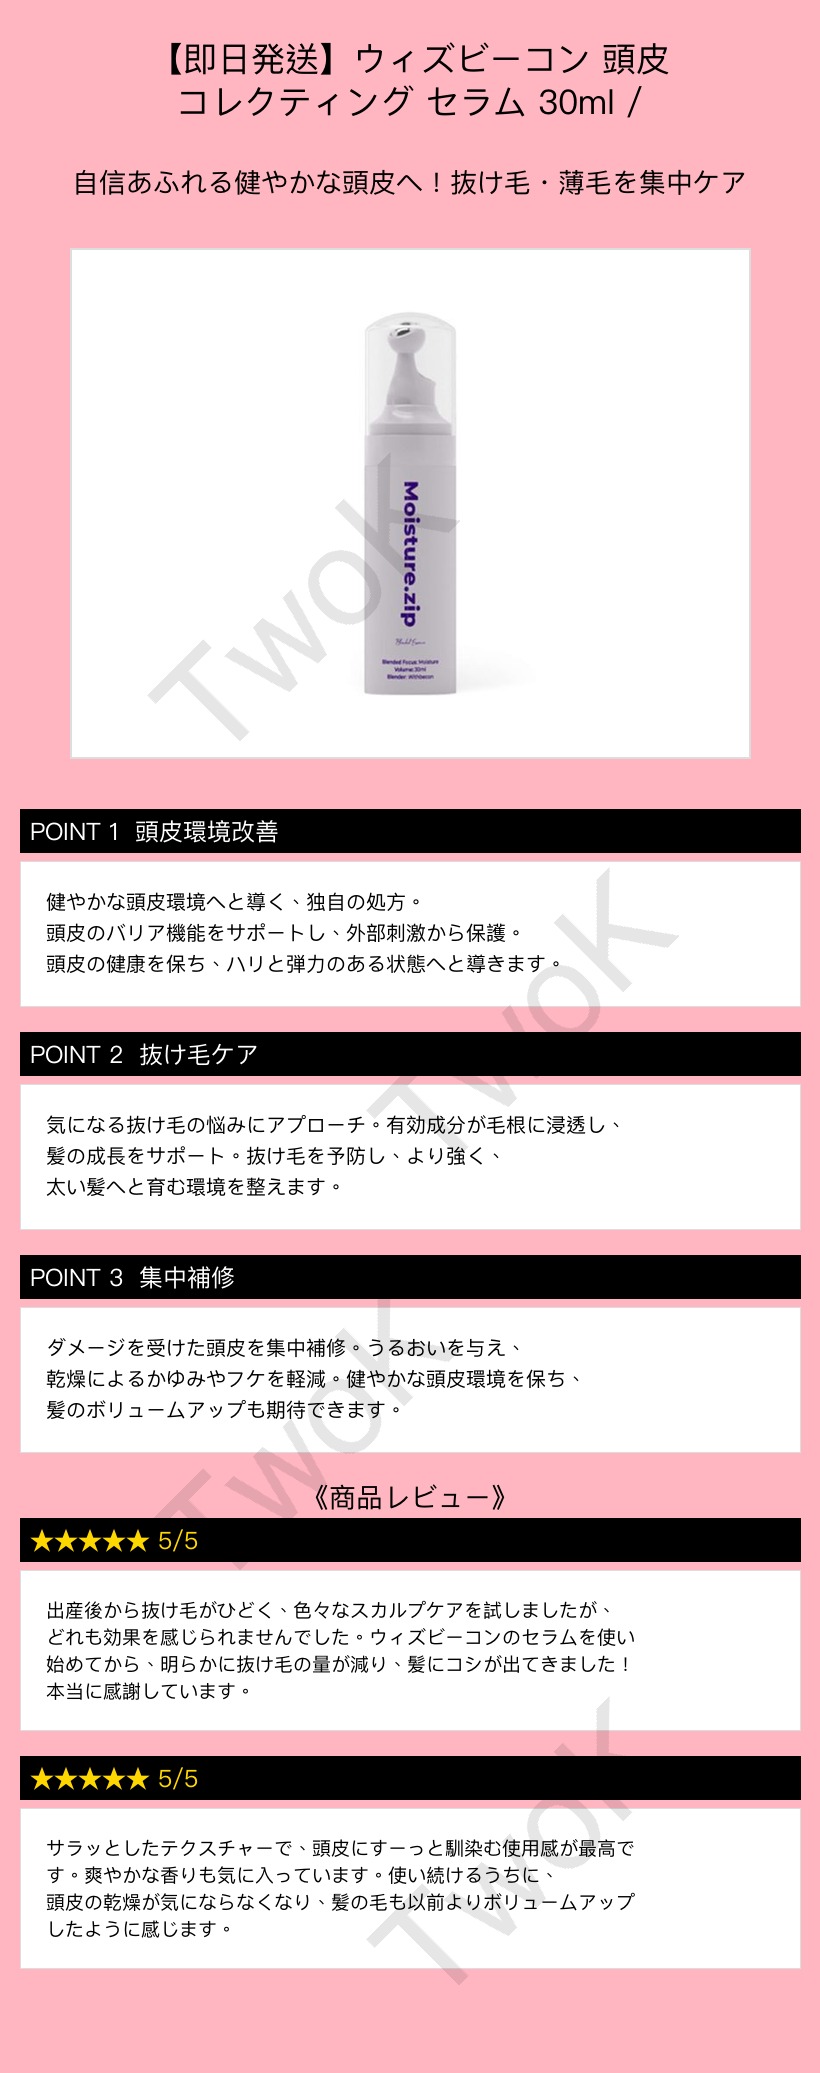 【即日発送】ウィズビーコン 頭皮
コレクティング セラム 30ml /
自信あふれる健やかな頭皮へ！抜け毛・薄毛を集中ケア
Moisture.zip
Blended Focus: Moisture
Volume:30ml
Blender: Withbecon
TwoK
POINT 1 頭皮環境改善
健やかな頭皮環境へと導く、独自の処方。
頭皮のバリア機能をサポートし、外部刺激から保護。
頭皮の健康を保ち、ハリと弾力のある状態へと導きます。
TwoK
POINT 2 抜け毛ケア
気になる抜け毛の悩みにアプローチ。有効成分が毛根に浸透し、
髪の成長をサポート。抜け毛を予防し、より強く、
太い髪へと育む環境を整えます。
POINT 3 集中補修
ダメージを受けた頭皮を集中補修。うるおいを与え、
乾燥によるかゆみやフケを軽減。健やかな頭皮環境を保ち、
髪のボリュームアップも期待できます。
TwoK
《商品レビュー》
★★★★★ 5/5
出産後から抜け毛がひどく、色々なスカルプケアを試しましたが、
どれも効果を感じられませんでした。ウィズビーコンのセラムを使い
始めてから、明らかに抜け毛の量が減り、髪にコシが出てきました！
本当に感謝しています。
★★★★★ 5/5
サラッとしたテクスチャーで、頭皮にすーっと馴染む使用感が最高で
す。爽やかな香りも気に入っています。使い続けるうちに、
頭皮の乾燥が気にならなくなり、髪の毛も以前よりボリュームアップ
したように感じます。
TwoK